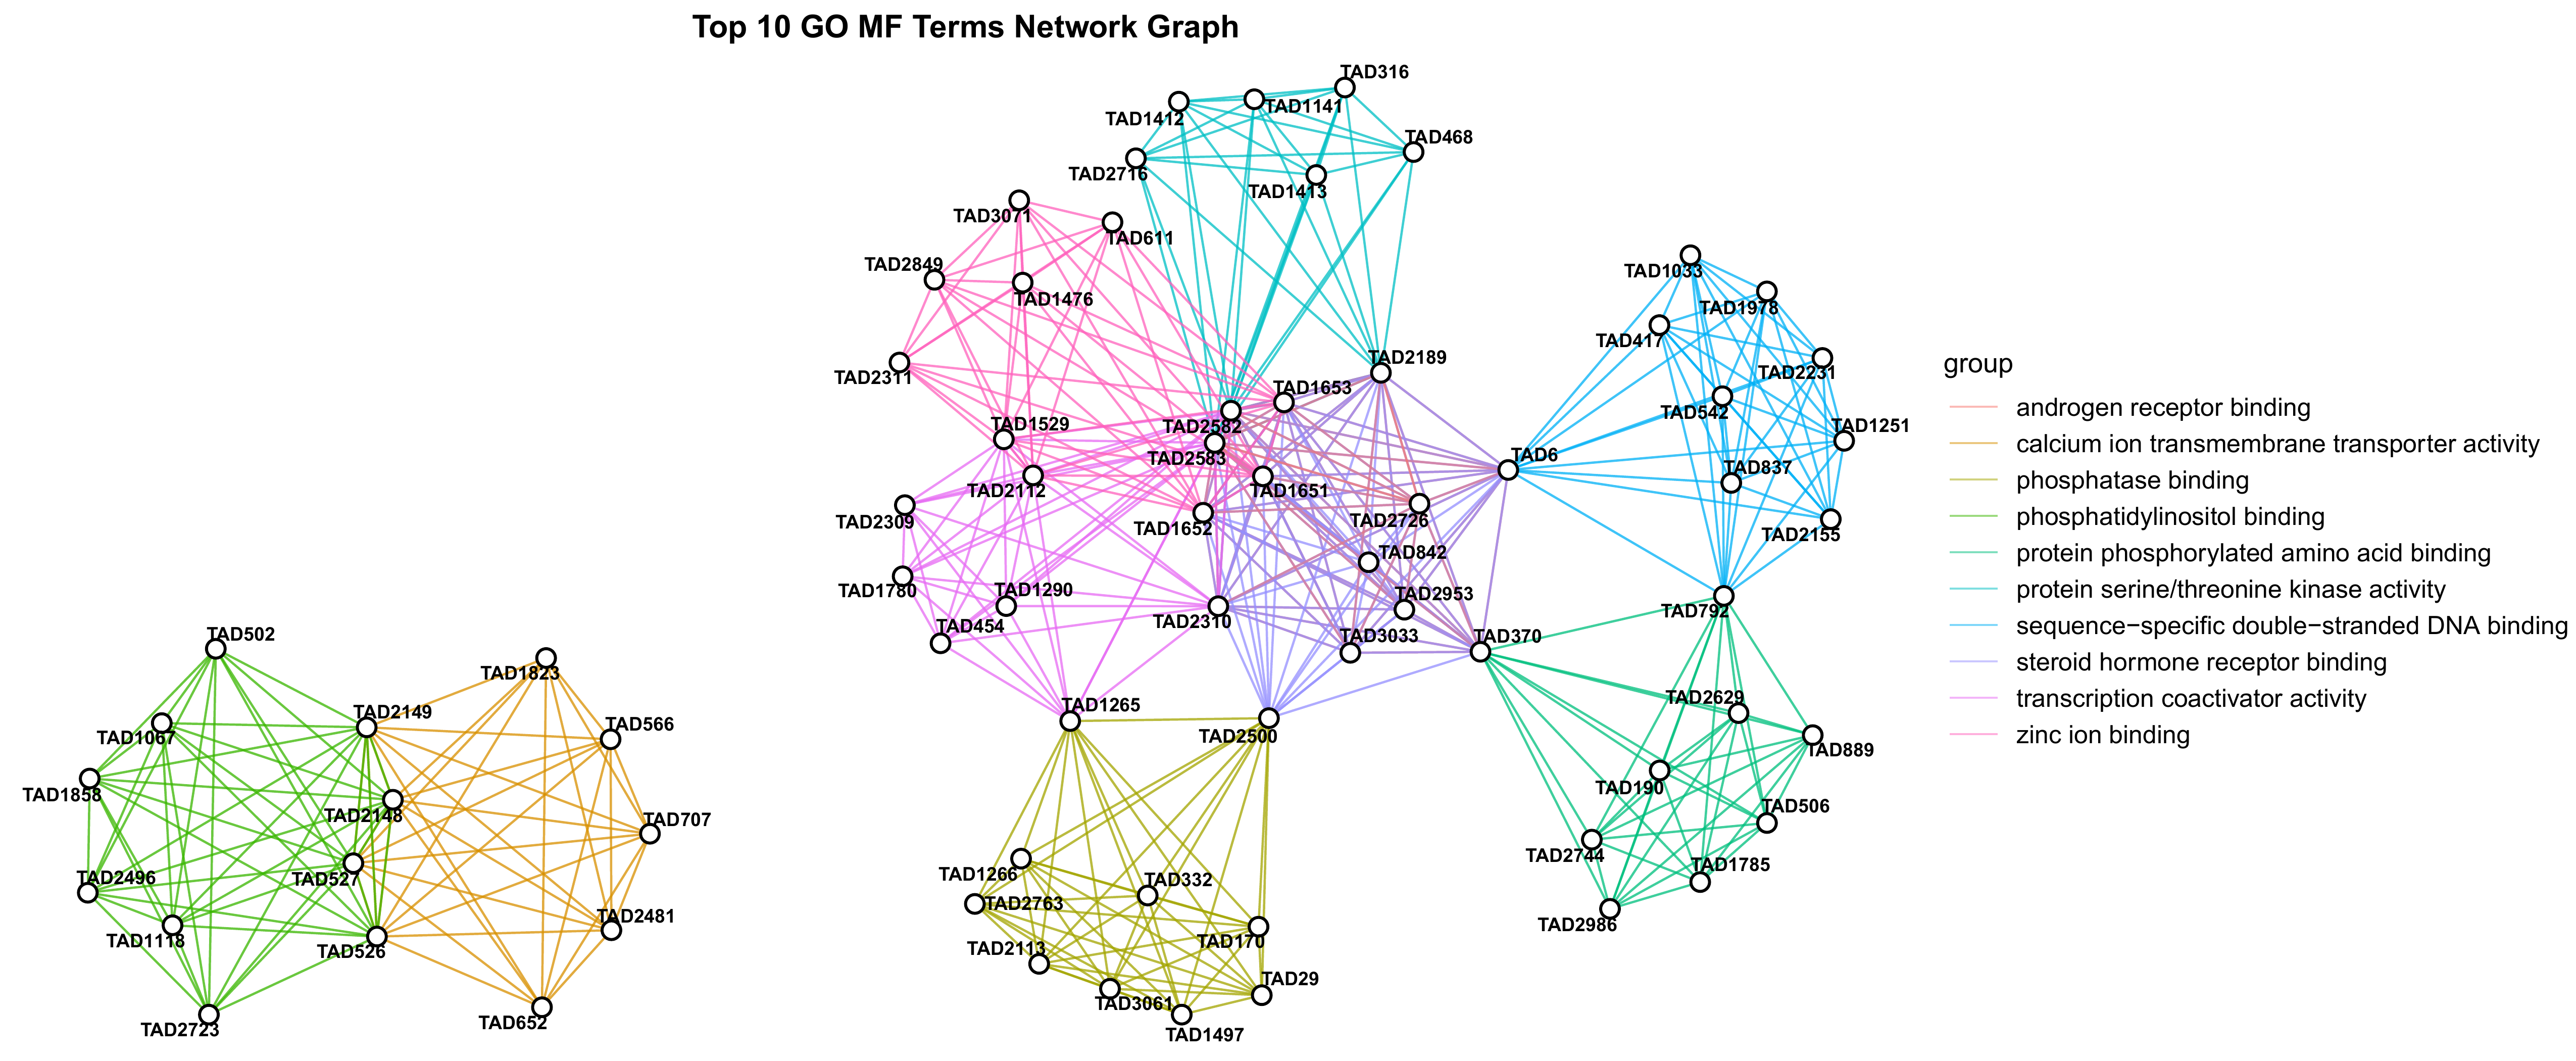 Top 10 GO MF Terms Network Graph
TAD316
TAD1141
TAD1412
TAD468
TAD2716
TAD1413
TAD3071
TAD611
TAD2849
TAD1476
TAD2311
TAD1033
TAD1978
TAD417
TAD2231
TAD542
TAD1251
TAD837
TAD2155
TAD2189
TAD1653
TAD1529
TAD2582
TAD2583
TAD6
TAD2112
TAD1651
TAD2309
TAD1652
TAD2726
TAD842
TAD1780
TAD1290
TAD2953
TAD792
TAD454
TAD2310
TAD3033
TAD370
TAD502
TAD1823
TAD2149
TAD566
TAD1067
TAD1265
TAD2500
TAD2629
TAD889
TAD1858
TAD2148
TAD707
TAD190
TAD506
TAD2744
TAD1785
TAD2496
TAD527
TAD1266
TAD332
TAD2763
TAD2481
TAD2986
TAD1118
TAD526
TAD2113
TAD170
TAD29
TAD3061
TAD2723
TAD652
TAD1497
group
androgen receptor binding
calcium ion transmembrane transporter activity
phosphatase binding
phosphatidylinositol binding
protein phosphorylated amino acid binding
protein serine/threonine kinase activity
sequence−specific double−stranded DNA binding
steroid hormone receptor binding
transcription coactivator activity
zinc ion binding